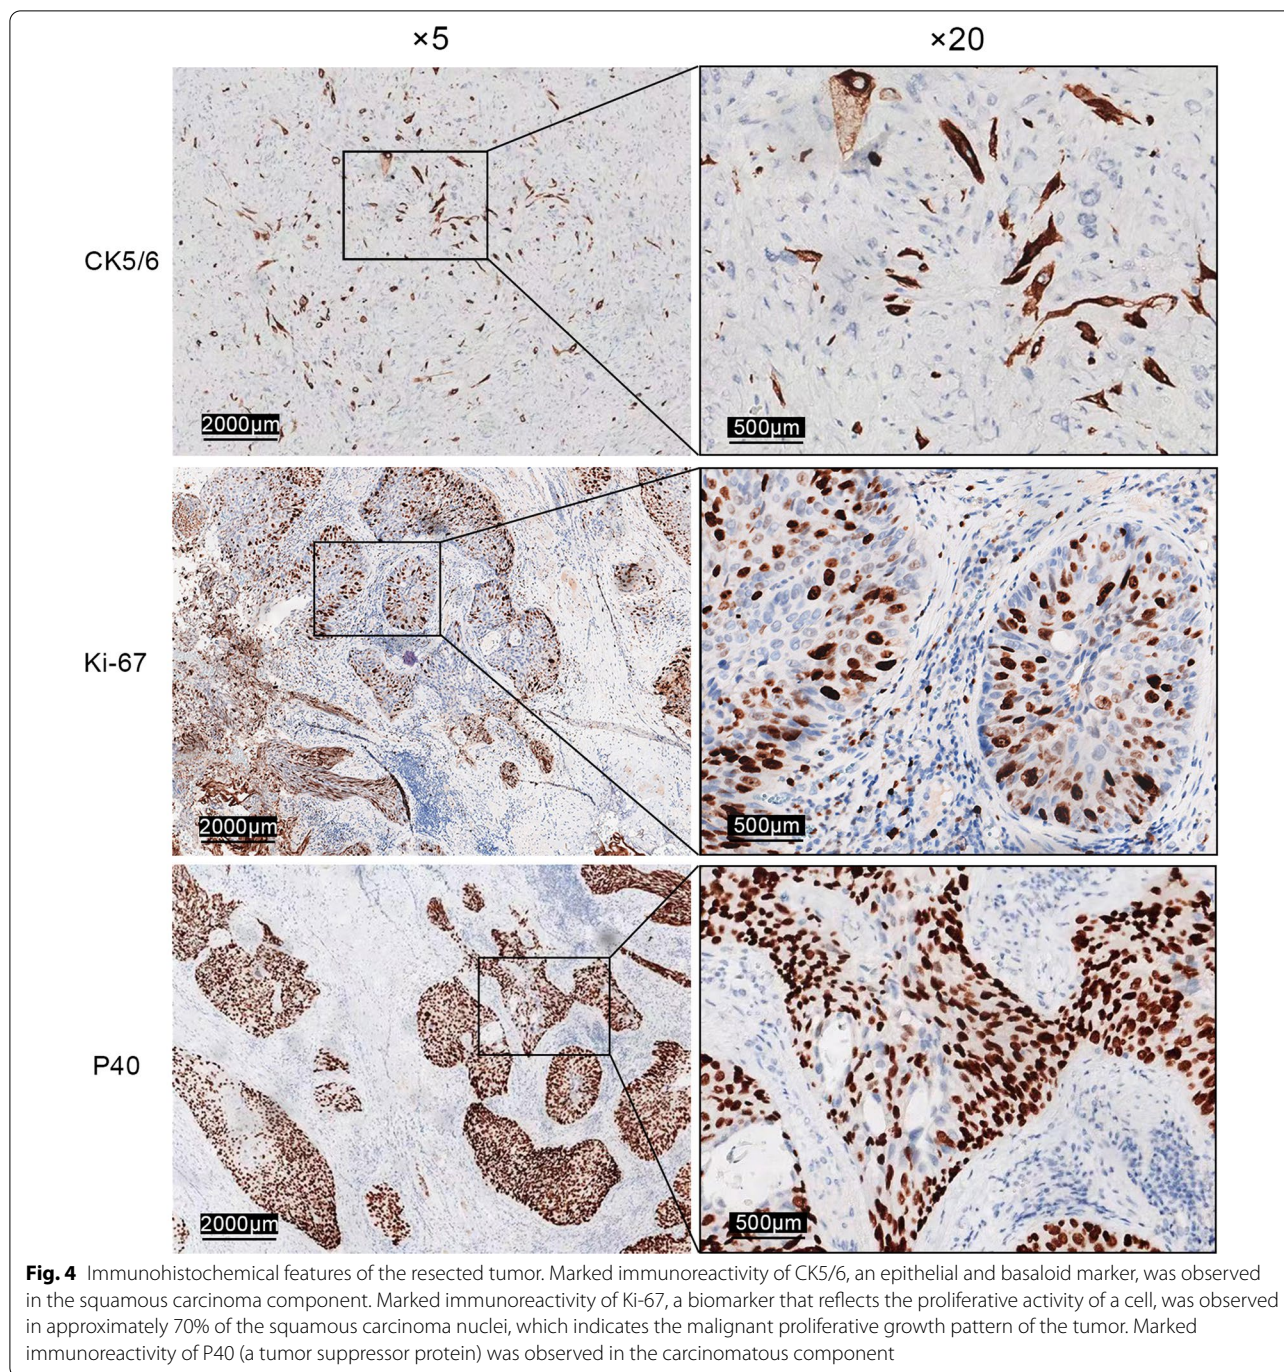 ×5 ×20
CK5/6
2000µm 500µm
Ki-67
2000µm 500µm
P40
2000µm 500µm
Fig. 4 Immunohistochemical features of the resected tumor. Marked immunoreactivity of CK5/6, an epithelial and basaloid marker, was observed
in the squamous carcinoma component. Marked immunoreactivity of Ki-67, a biomarker that reflects the proliferative activity of a cell, was observed
in approximately 70% of the squamous carcinoma nuclei, which indicates the malignant proliferative growth pattern of the tumor. Marked
immunoreactivity of P40 (a tumor suppressor protein) was observed in the carcinomatous component